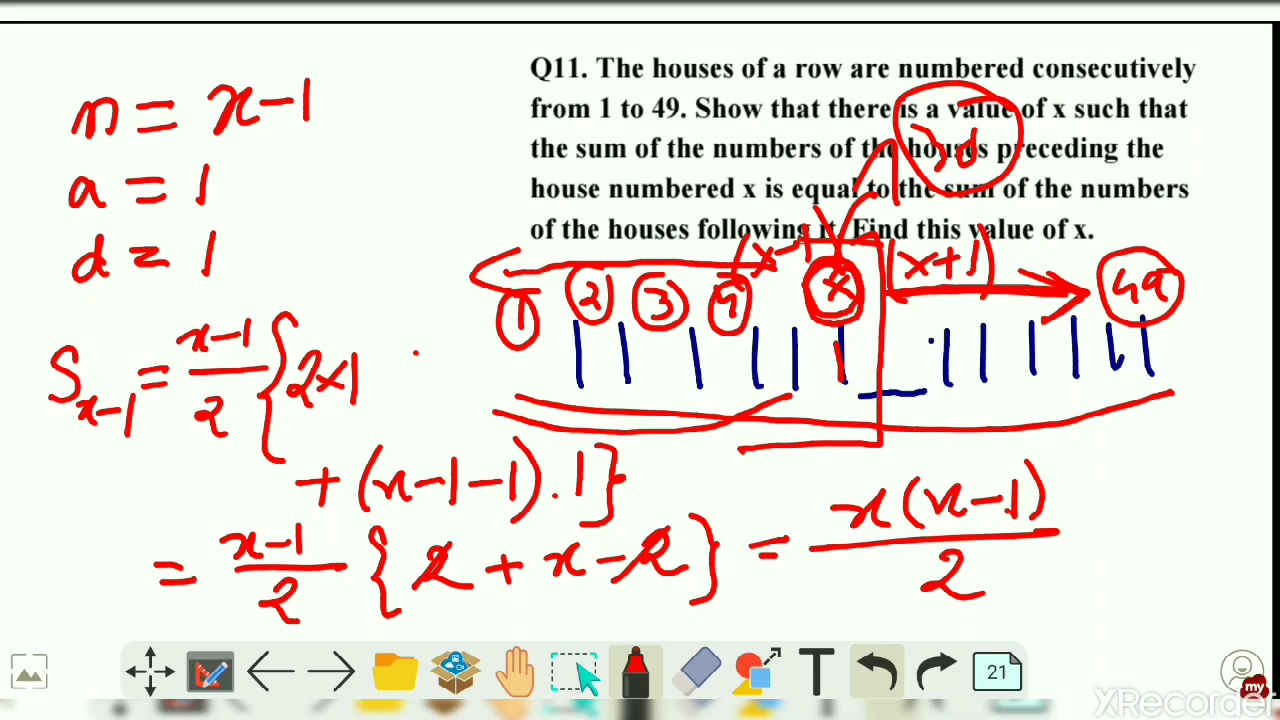 n = x-1
a = 1
d = 1
Q11. The houses of a row are numbered consecutively
from 1 to 49. Show that there is a value of x such that
the sum of the numbers of the houses preceding the
house numbered x is equal to the sum of the numbers
of the houses following it. Find this value of x.
(x-1) (x+1)
1 2 3 4 x 49
S_{x-1} = \frac{x-1}{2} {2×1
+ (x-1-1).1}
= \frac{x-1}{2} {2 + x - 2} = \frac{x(x-1)}{2}
21
XRecorder
my